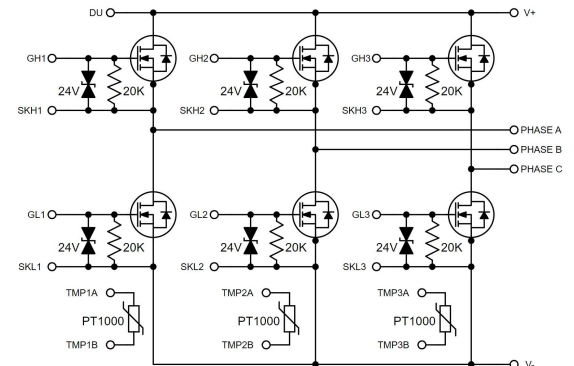 DU V+
GH1 GH2 GH3
24V 20K 24V 20K 24V 20K
SKH1 SKH2 SKH3
PHASE A
PHASE B
PHASE C
GL1 GL2 GL3
24V 20K 24V 20K 24V 20K
SKL1 SKL2 SKL3
TMP1A TMP2A TMP3A
PT1000 PT1000 PT1000
TMP1B TMP2B TMP3B
V-